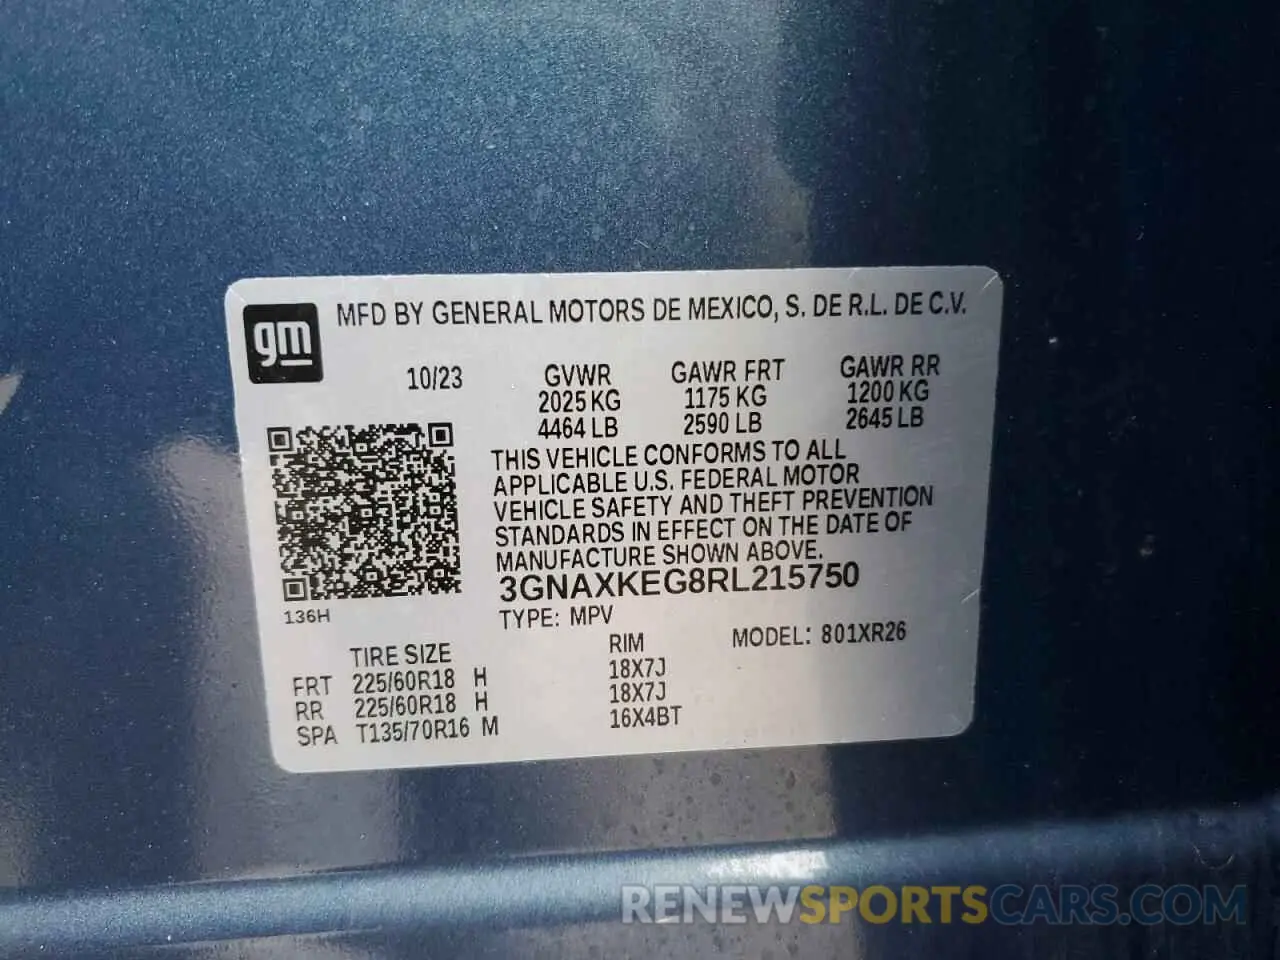 gm
MFD BY GENERAL MOTORS DE MEXICO, S. DE R.L. DE C.V.
10/23
GVWR GAWR FRT GAWR RR
2025 KG 1175 KG 1200 KG
4464 LB 2590 LB 2645 LB
THIS VEHICLE CONFORMS TO ALL
APPLICABLE U.S. FEDERAL MOTOR
VEHICLE SAFETY AND THEFT PREVENTION
STANDARDS IN EFFECT ON THE DATE OF
MANUFACTURE SHOWN ABOVE.
3GNAXKEG8RL215750
136H
TYPE: MPV
MODEL: 801XR26
TIRE SIZE RIM
FRT 225/60R18 H 18X7J
RR 225/60R18 H 18X7J
SPA T135/70R16 M 16X4BT
RENEWSPORTSCARS.COM